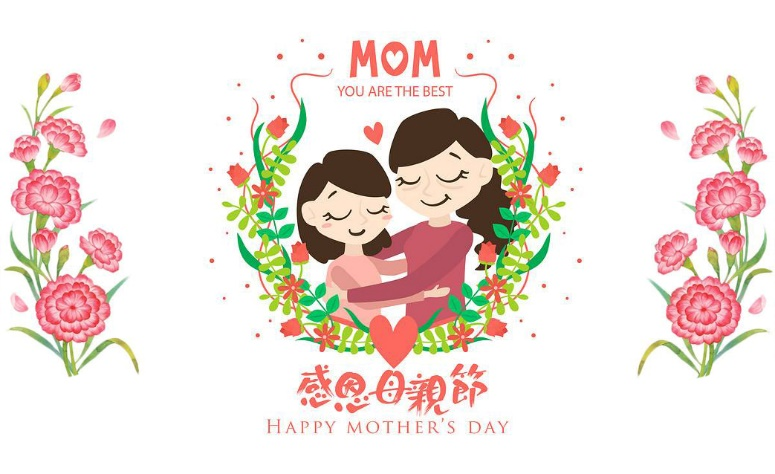 MOM
YOU ARE THE BEST
感恩母親節
HAPPY MOTHER'S DAY